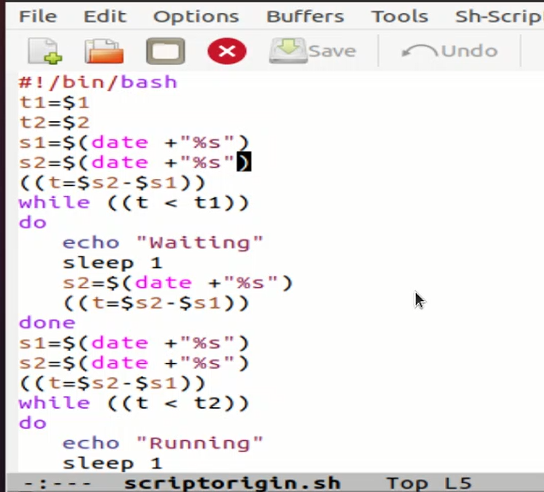 File Edit Options Buffers Tools Sh-Scrip
Save Undo
#!/bin/bash
t1=$1
t2=$2
s1=$(date +"%s")
s2=$(date +"%s")
((t=$s2-$s1))
while ((t < t1))
do
   echo "Waiting"
   sleep 1
   s2=$(date +"%s")
   ((t=$s2-$s1))
done
s1=$(date +"%s")
s2=$(date +"%s")
((t=$s2-$s1))
while ((t < t2))
do
   echo "Running"
   sleep 1
-:--- scriptorigin.sh Top L5